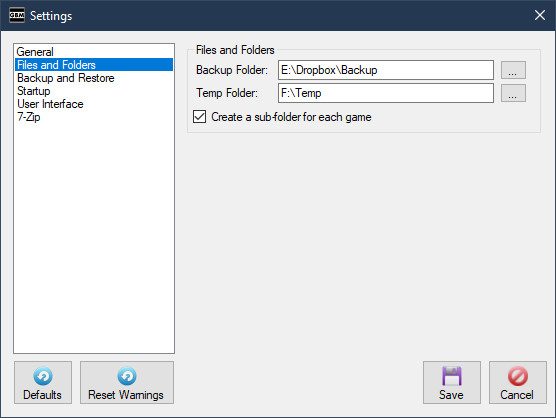 GBM Settings
General
Files and Folders
Backup and Restore
Startup
User Interface
7-Zip
Files and Folders
Backup Folder: E:\Dropbox\Backup ...
Temp Folder: F:\Temp ...
Create a sub-folder for each game
Defaults Reset Warnings Save Cancel